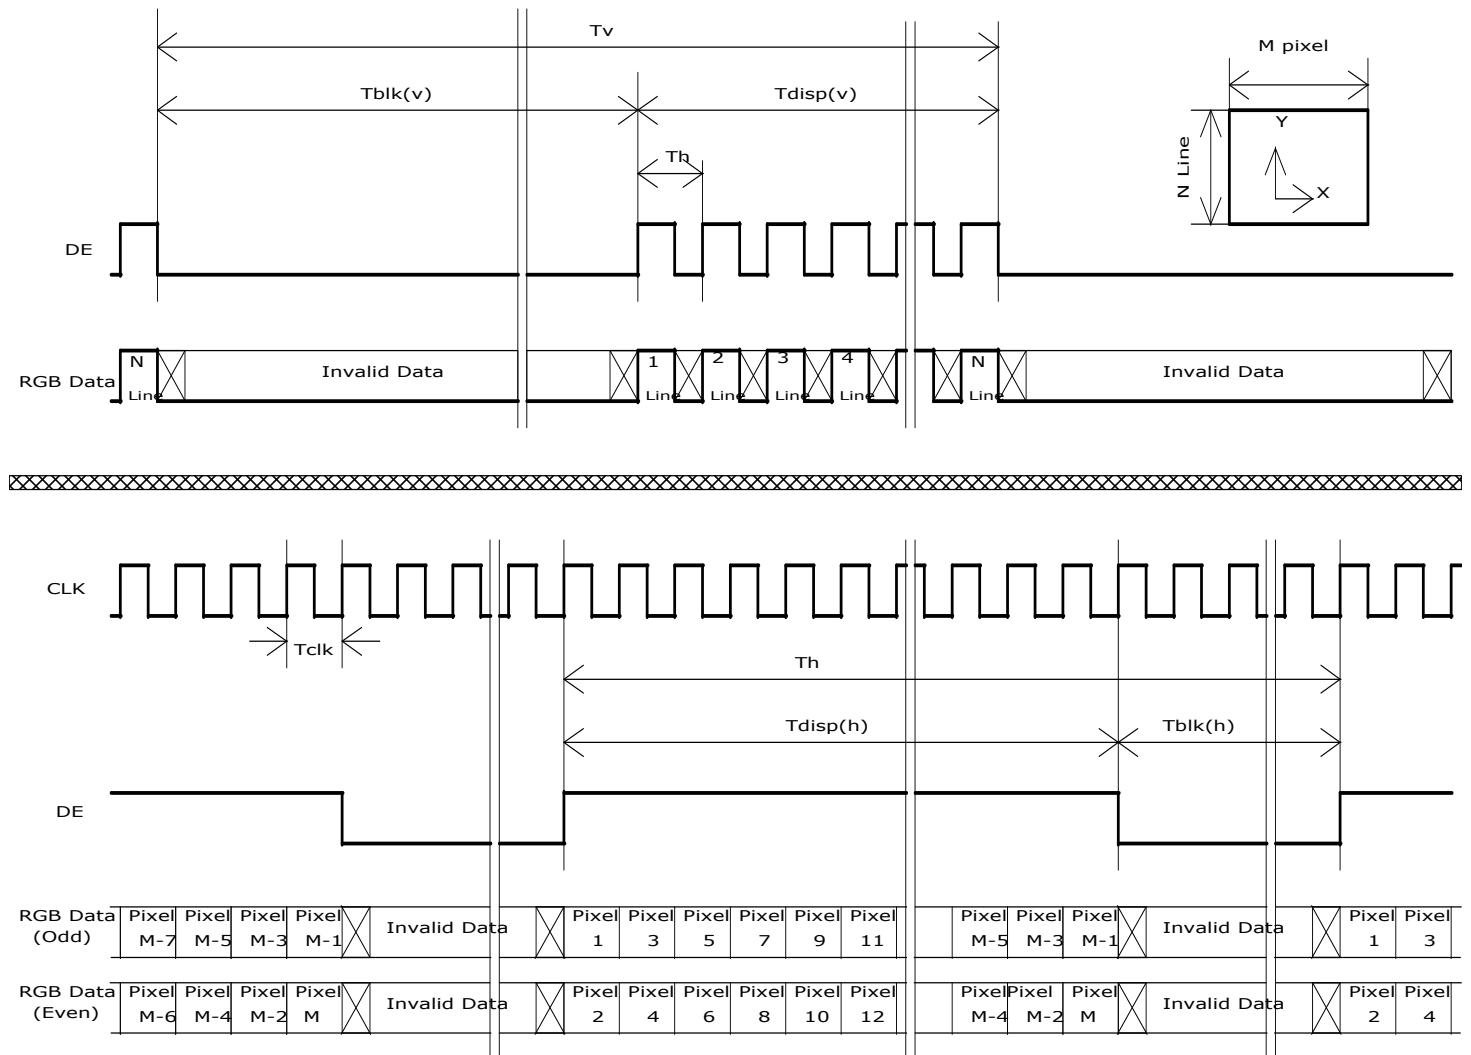 Tv
M pixel
Tblk(v)
Tdisp(v)
Y
N Line
Th
X
DE
N
1
2
3
4
N
Invalid Data
Invalid Data
RGB Data
Line
Line
Line
Line
Line
Line
CLK
Tclk
Th
Tdisp(h)
Tblk(h)
DE
RGB Data
(Odd)
Pixel Pixel Pixel Pixel
M-7 M-5 M-3 M-1
Invalid Data
Pixel Pixel Pixel Pixel Pixel Pixel
1 3 5 7 9 11
Pixel Pixel Pixel
M-5 M-3 M-1
Invalid Data
Pixel Pixel
1 3
RGB Data
(Even)
Pixel Pixel Pixel Pixel
M-6 M-4 M-2 M
Invalid Data
Pixel Pixel Pixel Pixel Pixel Pixel
2 4 6 8 10 12
Pixel Pixel Pixel
M-4 M-2 M
Invalid Data
Pixel Pixel
2 4